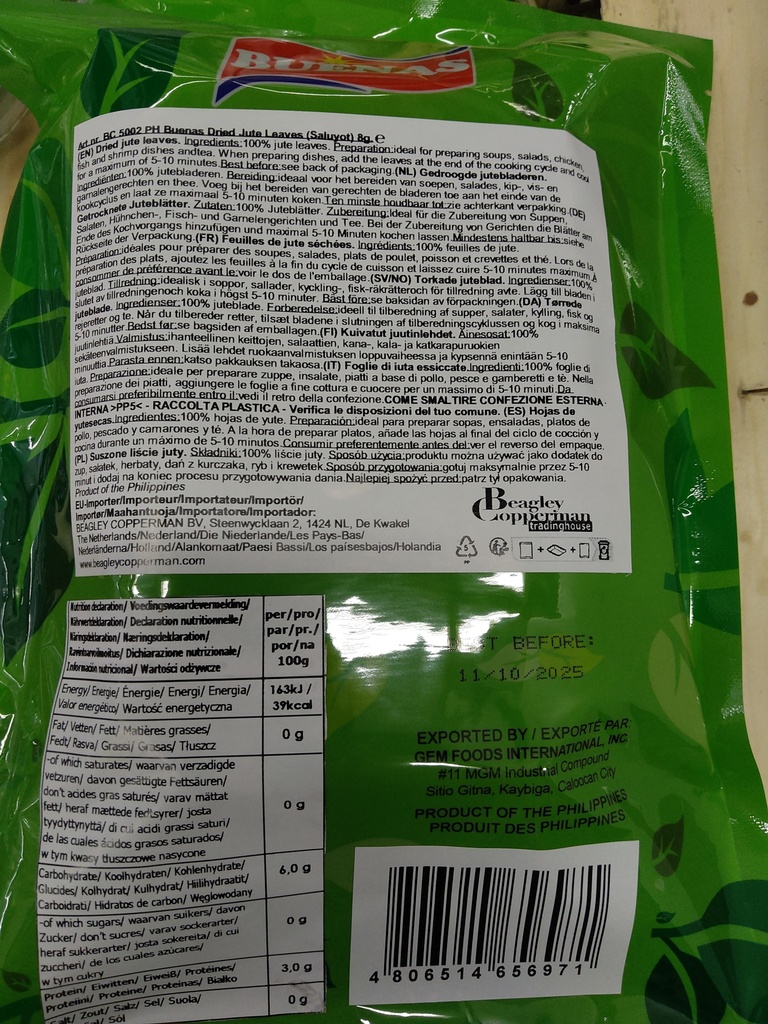 BUENAS
Art.nr. BC 5002 PH Buenas Dried Jute Leaves (Saluyot) 8g. e
(EN) Dried jute leaves. Ingredients:100% jute leaves. Preparation:ideal for preparing soups, salads, chicken,
fish and shrimp dishes andtea. When preparing dishes, add the leaves at the end of the cooking cycle and cool
for a maximum of 5-10 minutes.Best before:see back of packaging.(NL) Gedroogde jutebladeren.
Ingrediënten:100% jutebladeren. Bereiding:ideaal voor het bereiden van soepen, salades, kip-, vis- en
garnalengerechten en thee. Voeg bij het bereiden van gerechten de bladeren toe aan het einde van de
kookcyclus en laat ze maximaal 5-10 minuten koken.Ten minste houdbaar tot:zie achterkant verpakking.(DE)
Getrocknete Juteblätter. Zutaten:100% Juteblätter. Zubereitung:Ideal für die Zubereitung von Suppen,
Salaten, Hühnchen-, Fisch- und Garnelengerichten und Tee. Bei der Zubereitung von Gerichten die Blätter am
Ende des Kochvorgangs hinzufügen und maximal 5-10 Minuten kochen lassen.Mindestens haltbar bis:siehe
Rückseite der Verpackung.(FR) Feuilles de jute séchées. Ingrédients:100% feuilles de jute.
Préparation:idéales pour préparer des soupes, salades, plats de poulet, poisson et crevettes et thé. Lors de la
préparation des plats, ajoutez les feuilles à la fin du cycle de cuisson et laissez cuire 5-10 minutes maximum.À
consommer de préférence avant le:voir le dos de l'emballage.(SV/NO) Torkade juteblad. Ingredienser:100%
juteblad. Tillredning:idealisk i soppor, sallader, kyckling-, fisk-räkrätteroch för tillredning avte. Lägg till bladen i
slutet av tillredningenoch koka i högst 5-10 minuter. Bäst före:se baksidan av förpackningen.(DA) Tørrede
juteblade. Ingredienser:100% juteblade. Forberedelse:ideell til tilberedning af supper, salater, kylling, fisk og
rejeretter og te. Når du tilbereder retter, tilsæt bladene i slutningen af tilberedningscyklussen og kog i maksima
5-10 minutter.Bedst før:se bagsiden af emballagen.(FI) Kuivatut juutinlehdet. Ainesosat:100%
juutinlehtiä.Valmistus:ihanteellinen keittojen, salaattien, kana-, kala- ja katkarapuruokien
sekäteenvalmistukseen. Lisää lehdet ruokaanvalmistuksen loppuvaiheessa ja kypsennä enintään 5-10
minuuttia.Parasta ennen:katso pakkauksen takaosa.(IT) Foglie di iuta essiccate.Ingredienti:100% foglie di
iuta. Preparazione:ideale per preparare zuppe, insalate, piatti a base di pollo, pesce e gamberetti e tè. Nella
preparazione dei piatti, aggiungere le foglie a fine cottura e cuocere per un massimo di 5-10 minuti.Da
consumarsi preferibilmente entro il:vedi il retro della confezione.COME SMALTIRE CONFEZIONE ESTERNA-
INTERNA >PP5< - RACCOLTA PLASTICA - Verifica le disposizioni del tuo comune. (ES) Hojas de
yutesecas.Ingredientes:100% hojas de yute. Preparación:ideal para preparar sopas, ensaladas, platos de
pollo, pescado y camarones y té. A la hora de preparar platos, añade las hojas al final del ciclo de cocción y
cocina durante un máximo de 5-10 minutos.Consumir preferentemente antes del:ver el reverso del empaque.
(PL) Suszone liście juty. Składniki:100% liście juty. Sposób użycia:produktu można używać jako dodatek do
zup, sałatek, herbaty, dań z kurczaka, ryb i krewetek.Sposób przygotowania:gotuj maksymalnie przez 5-10
minut i dodaj na koniec procesu przygotowywania dania.Najlepiej spożyć przed:patrz tył opakowania.
Product of the Philippines
EU-Importer/Importeur/Importateur/Importör/
Importør/Maahantuoja/Importatore/Importador:
BEAGLEY COPPERMAN BV, Steenwycklaan 2, 1424 NL, De Kwakel
The Netherlands/Nederland/Die Niederlande/Les Pays-Bas/
Nederländerna/Holland/Alankomaat/Paesi Bassi/Los paísesbajos/Holandia
www.beagleycopperman.com
Beagley
Copperman
tradinghouse
5
PP
Nutrition declaration/ Voedingswaardevermelding/
Nährwertdeklaration/ Declaration nutritionnelle/
Näringsdeklaration/ Næringsdeklaration/
Ravintoarvoilmoitus/ Dichiarazione nutrizionale/
Información nutricional/ Wartości odżywcze
per/pro/
par/pr./
por/na
100g
Energy/ Energie/ Énergie/ Energi/ Energia/
Valor energético/ Wartość energetyczna
163kJ /
39kcal
Fat/ Vetten/ Fett/ Matières grasses/
Fedt/ Rasva/ Grassi/ Grasas/ Tłuszcz
0 g
-of which saturates/ waarvan verzadigde
vetzuren/ davon gesättigte Fettsäuren/
don't acides gras saturés/ varav mättat
fett/ heraf mættede fedtsyrer/ josta
tyydyttynyttä/ di cui acidi grassi saturi/
de las cuales ácidos grasos saturados/
w tym kwasy tłuszczowe nasycone
0 g
Carbohydrate/ Koolhydraten/ Kohlenhydrate/
Glucides/ Kolhydrat/ Kulhydrat/ Hiilihydraatit/
Carboidrati/ Hidratos de carbon/ Węglowodany
6,0 g
-of which sugars/ waarvan suikers/ davon
Zucker/ don't sucres/ varav sockerarter/
heraf sukkerarter/ josta sokereita/ di cui
zuccheri/ de los cuales azúcares/
w tym cukry
0 g
Protein/ Eiwitten/ Eiweiß/ Protéines/
Proteiini/ Proteine/ Proteinas/ Białko
3,0 g
Salt/ Zout/ Salz/ Sel/ Suola/
Sól
0 g
BEFORE:
11/10/2025
EXPORTED BY / EXPORTÉ PAR:
GEM FOODS INTERNATIONAL, INC.
#11 MGM Industrial Compound
Sitio Gitna, Kaybiga, Caloocan City
PRODUCT OF THE PHILIPPINES
PRODUIT DES PHILIPPINES
4 806514 656971